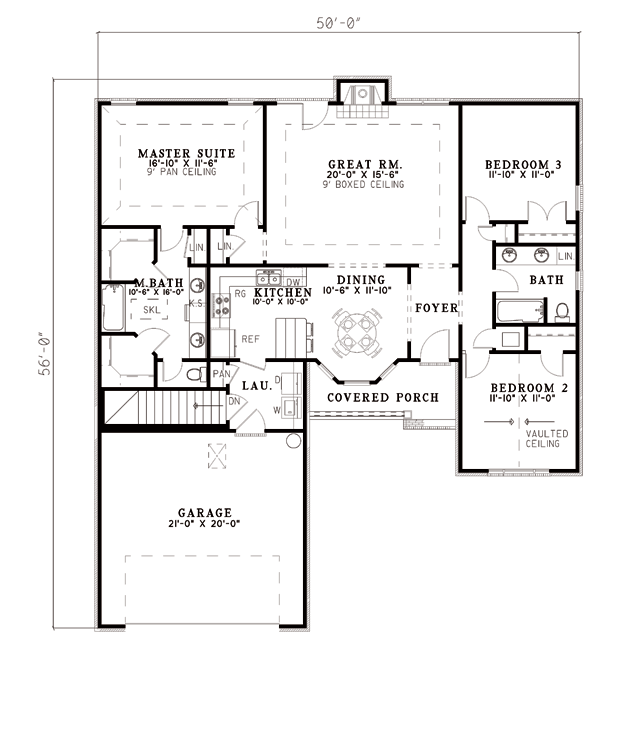 50'-0"
56'-0"
MASTER SUITE
16'-10" X 11'-6"
9' PAN CEILING
GREAT RM.
20'-0" X 15'-6"
9' BOXED CEILING
BEDROOM 3
11'-10" X 11'-0"
LIN
LIN
M.BATH
10'-6" X 16'-0"
SKL
K.S.
RG
DW
KITCHEN
10'-0" X 10'-0"
REF
DINING
10'-6" X 11'-10"
FOYER
LIN
BATH
PAN
LAU.
D
W
DN
COVERED PORCH
BEDROOM 2
11'-10" X 11'-0"
VAULTED
CEILING
GARAGE
21'-0" X 20'-0"